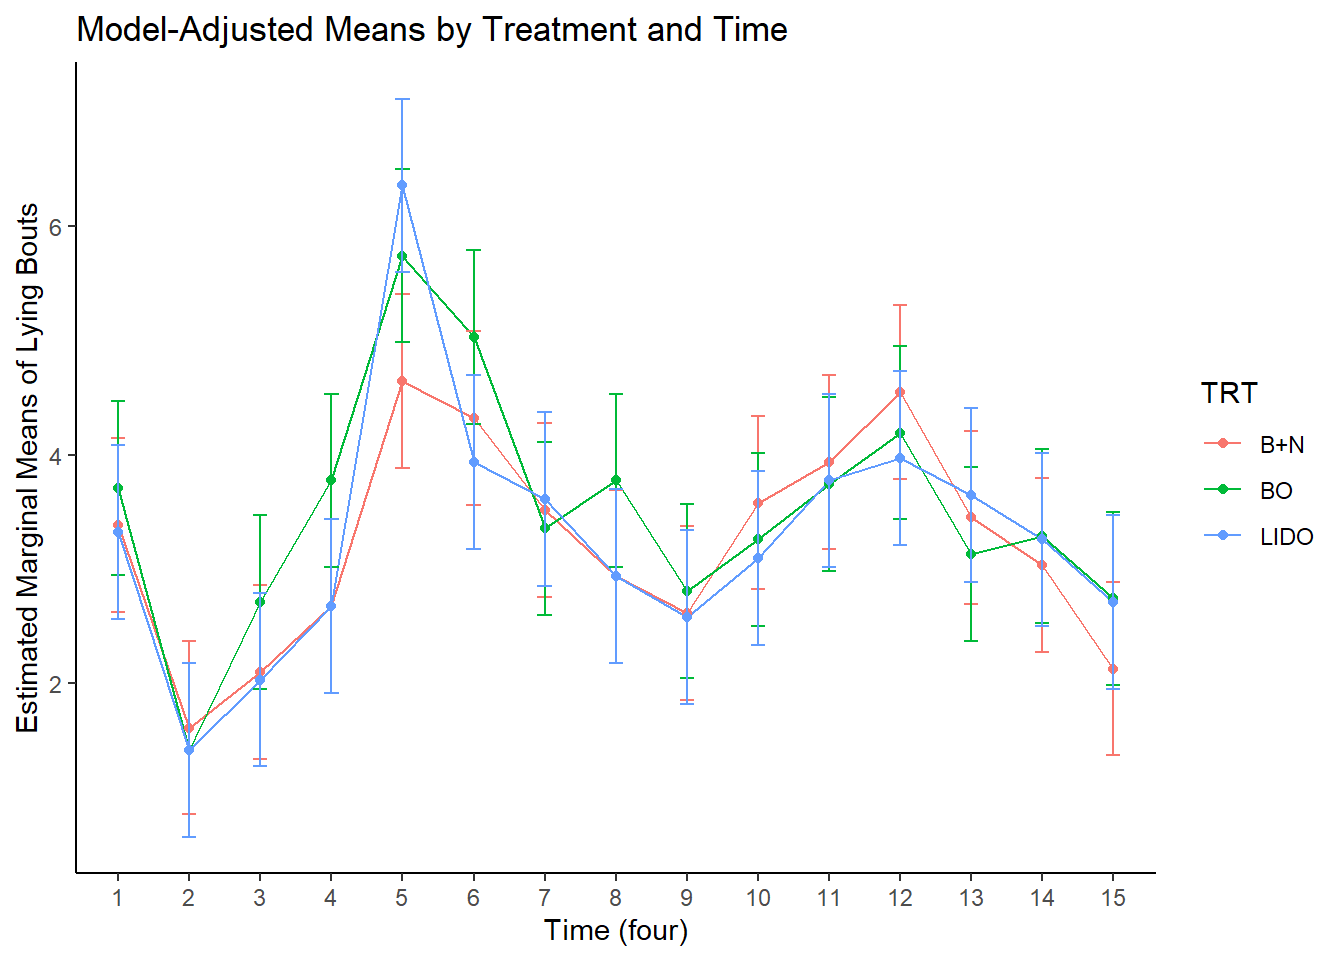 Model-Adjusted Means by Treatment and Time
Estimated Marginal Means of Lying Bouts
6
4
2
1 2 3 4 5 6 7 8 9 10 11 12 13 14 15
Time (four)
TRT
B+N
BO
LIDO